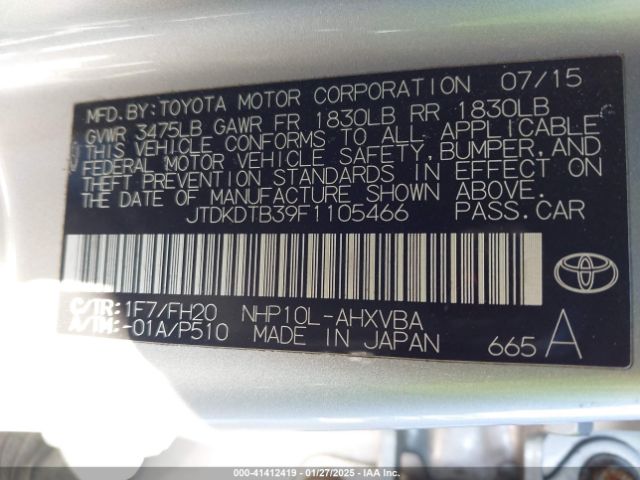 MFD.BY:TOYOTA MOTOR CORPORATION 07/15
GVWR 3475LB GAWR FR 1830LB RR 1830LB
THIS VEHICLE CONFORMS TO ALL APPLICABLE
FEDERAL MOTOR VEHICLE SAFETY,BUMPER,AND
THEFT PREVENTION STANDARDS IN EFFECT ON
THE DATE OF MANUFACTURE SHOWN ABOVE.
JTDKDTB39F1105466 PASS.CAR
C/TR:1F7/FH20 NHP10L-AHXVBA
A/TM:-01A/P510 MADE IN JAPAN 665 A
000-41412419 | 01/27/2025 | IAA HOLDINGS, LLC